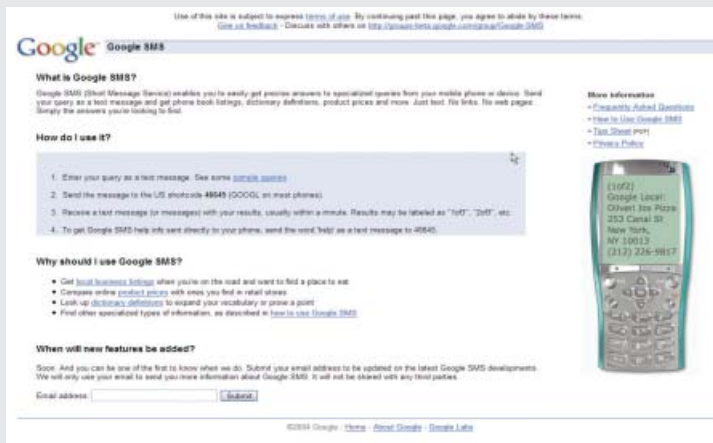 Use of this site is subject to express terms of use. By continuing past this page, you agree to abide by these terms.
Give us feedback - Discuss with others on http://groups-beta.google.com/group/Google-SMS
Google Google SMS
What is Google SMS?
Google SMS (Short Message Service) enables you to easily get precise answers to specialized queries from your mobile phone or device. Send
your query as a text message and get phone book listings, dictionary definitions, product prices and more. Just text. No links. No web pages.
Simply the answers you're looking to find.
How do I use it?
1. Enter your query as a text message. See some sample queries.
2. Send the message to the US shortcode 46645 (GOOGL on most phones).
3. Receive a text message (or messages) with your results, usually within a minute. Results may be labeled as "1of3", "2of3", etc.
4. To get Google SMS help info sent directly to your phone, send the word 'help' as a text message to 46645.
Why should I use Google SMS?
• Get local business listings when you're on the road and want to find a place to eat
• Compare online product prices with ones you find in retail stores
• Look up dictionary definitions to expand your vocabulary or prove a point
• Find other specialized types of information, as described in how to use Google SMS
When will new features be added?
Soon. And you can be one of the first to know when we do. Submit your email address to be updated on the latest Google SMS developments.
We will only use your email to send you more information about Google SMS. It will not be shared with any third parties.
Email address: Submit
More information
• Frequently Asked Questions
• How to Use Google SMS
• Tips Sheet (PDF)
• Privacy Policy
(1of2)
Google Local:
Oliveri Jos Pizza
253 Canal St
New York,
NY 10013
(212) 226-9817
©2004 Google - Home - About Google - Google Labs